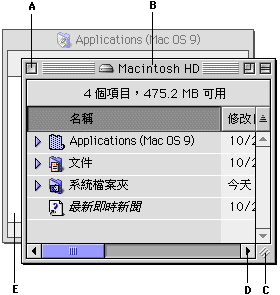 A
B
Applications (Mac OS 9)
Macintosh HD
4 個項目，475.2 MB 可用
名稱
修改
Applications (Mac OS 9)
10/2
文件
10/2
系統檔案夾
今天
最新即時新聞
10/2
E
D
C